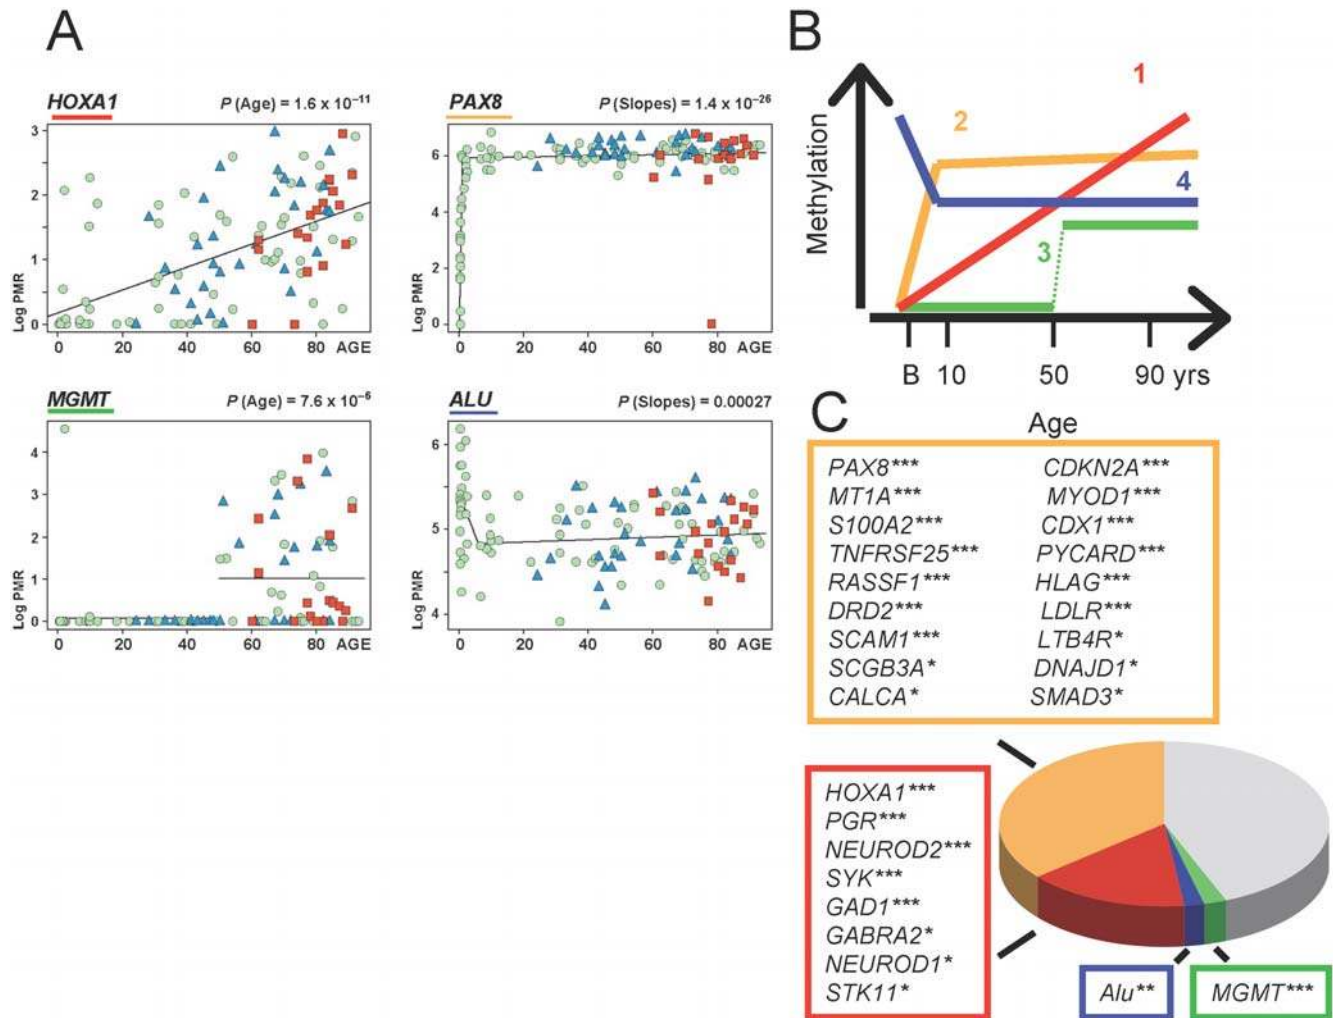 A
HOXA1 P (Age) = 1.6 x 10⁻¹¹
3
2
1
0
Log PMR
0 20 40 60 80 AGE
PAX8 P (Slopes) = 1.4 x 10⁻²⁶
6
4
2
0
Log PMR
0 20 40 60 80 AGE
MGMT P (Age) = 7.6 x 10⁻⁶
4
3
2
1
0
Log PMR
0 20 40 60 80 AGE
ALU P (Slopes) = 0.00027
6
5
4
Log PMR
0 20 40 60 80 AGE
B
Methylation
1
2
4
3
B 10 50 90 yrs
Age
C
PAX8*** CDKN2A***
MT1A*** MYOD1***
S100A2*** CDX1***
TNFRSF25*** PYCARD***
RASSF1*** HLAG***
DRD2*** LDLR***
SCAM1*** LTB4R*
SCGB3A* DNAJD1*
CALCA* SMAD3*
HOXA1***
PGR***
NEUROD2***
SYK***
GAD1***
GABRA2*
NEUROD1*
STK11*
Alu** MGMT***